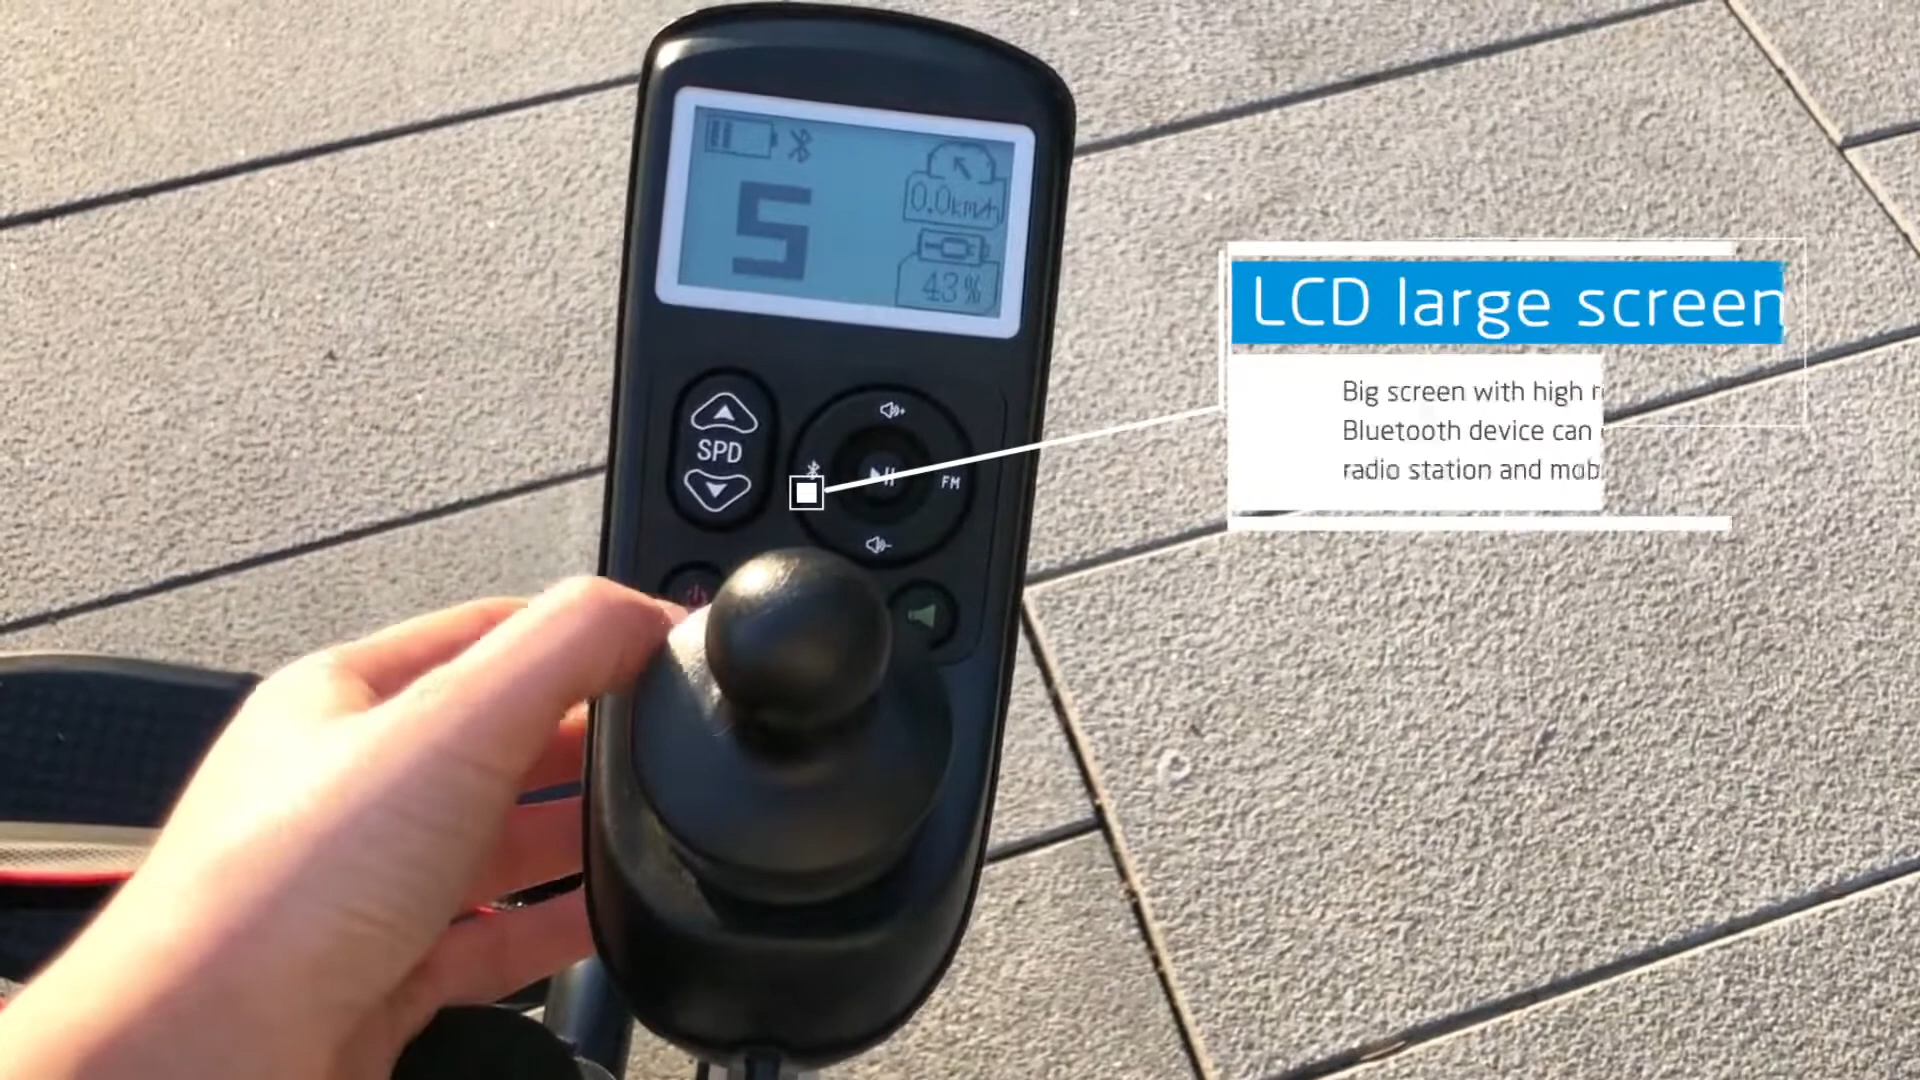 0.0km/h
5
43%
SPD
FM
LCD large screen
Big screen with high
Bluetooth device can
radio station and mob